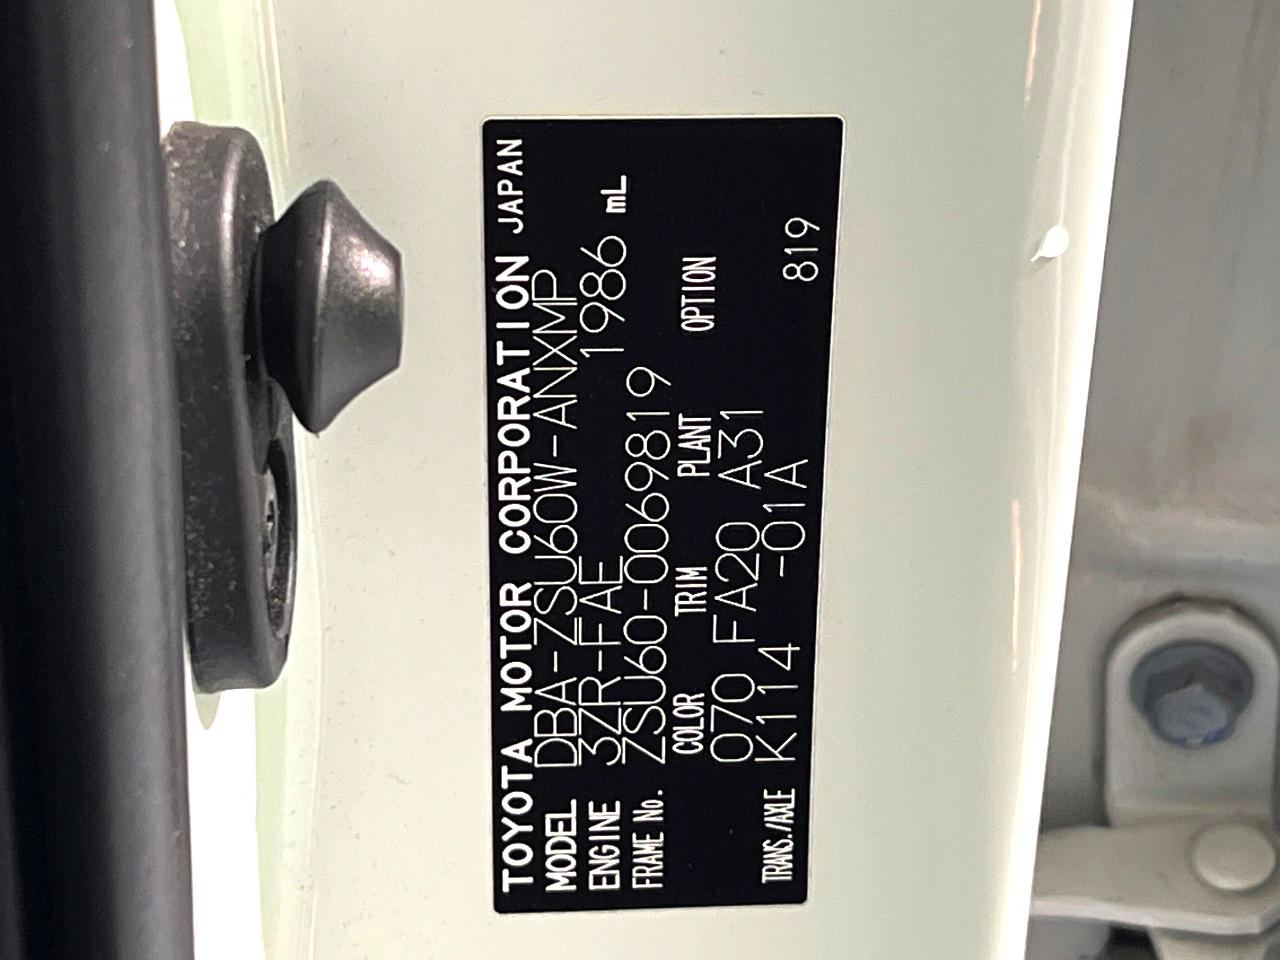 TOYOTA MOTOR CORPORATION JAPAN
MODEL DBA-ZSU60W-ANXMP
ENGINE 3ZR-FAE 1986 mL
FRAME No. ZSU60-0069819
COLOR TRIM PLANT OPTION
070 FA20 A31
TRANS./AXLE K114 -01A 819